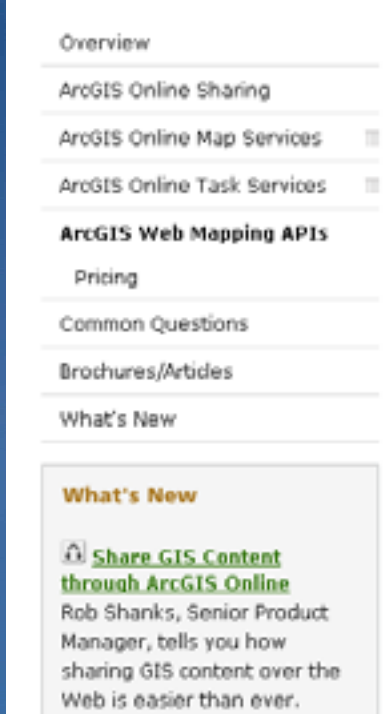 Overview
ArcGIS Online Sharing
ArcGIS Online Map Services
ArcGIS Online Task Services
ArcGIS Web Mapping APIs
Pricing
Common Questions
Brochures/Articles
What's New
What's New
Share GIS Content
through ArcGIS Online
Rob Shanks, Senior Product
Manager, tells you how
sharing GIS content over the
Web is easier than ever.